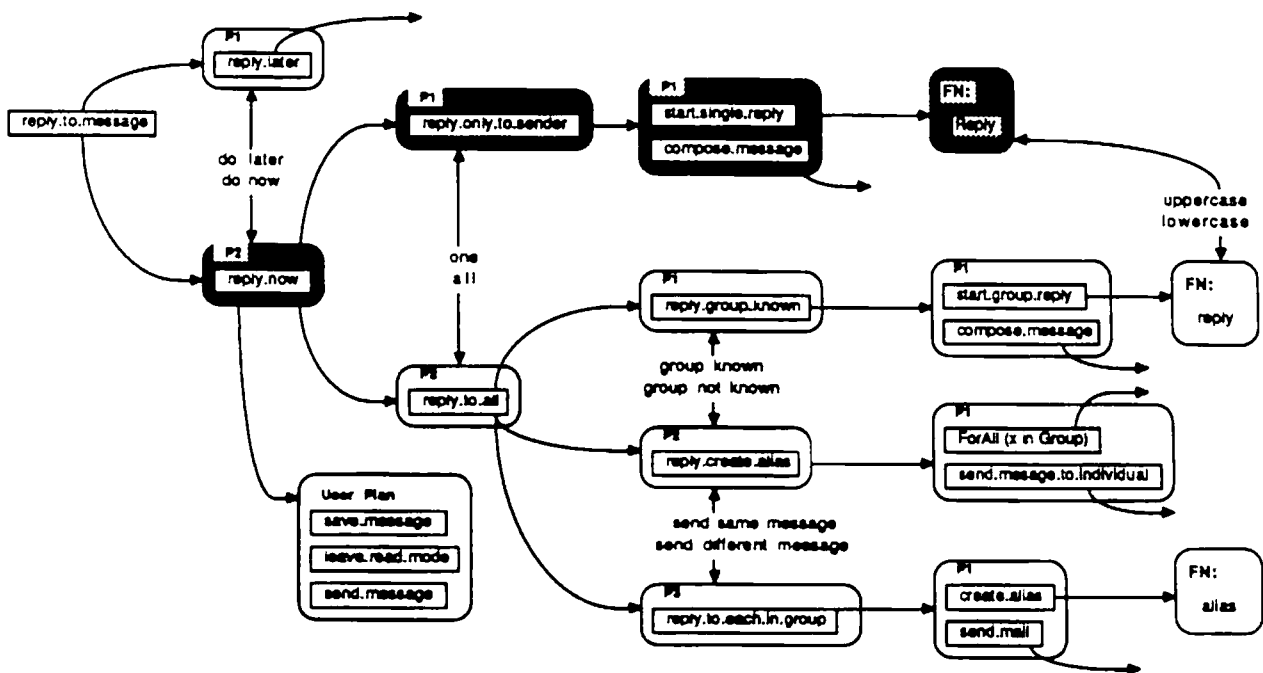 P1
reply.later
reply.to.message
do later
do now
P2
reply.now
P1
reply.only.to.sender
one
all
P2
reply.to.all
User Plan
save.message
leave.read.mode
send.message
P1
start.single.reply
compose.message
FN:
Reply
uppercase
lowercase
P1
reply.group.known
group known
group not known
P2
reply.create.alias
send same message
send different message
P3
reply.to.each.in.group
P1
start.group.reply
compose.message
FN:
reply
P1
ForAll (x in Group)
send.mesage.to.individual
P1
create.alias
send.mail
FN:
alias